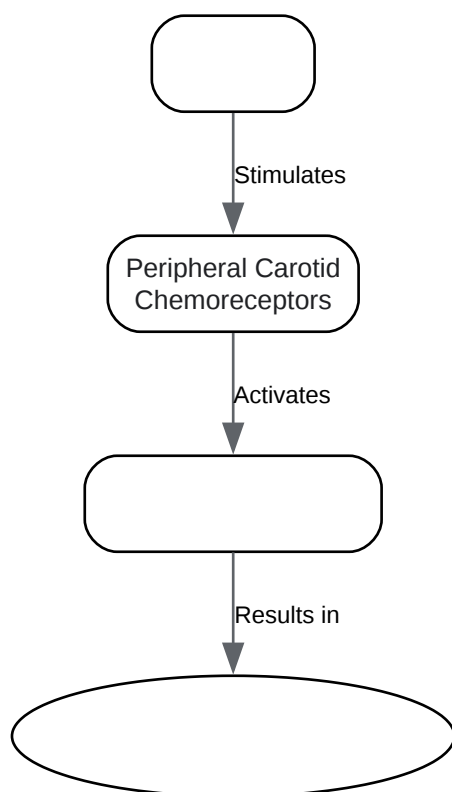 Stimulates
Peripheral Carotid
Chemoreceptors
Activates
Results in